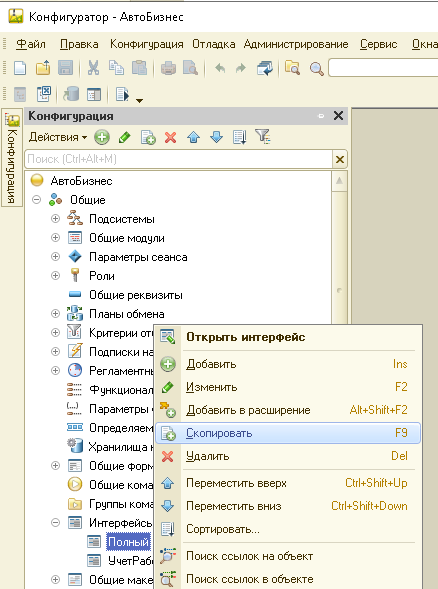 Конфигуратор - АвтоБизнес
Файл Правка Конфигурация Отладка Администрирование Сервис Окна
Конфигурация
Конфигурация
Действия
Поиск (Ctrl+Alt+M)
АвтоБизнес
Общие
Подсистемы
Общие модули
Параметры сеанса
Роли
Общие реквизиты
Планы обмена
Критерии от
Подписки на
Регламентны
Функционал
Параметры
Определяем
Хранилища н
Общие форм
Общие кома
Группы кома
Интерфейсы
Полный
УчетРаб
Общие маке
Открыть интерфейс
Добавить Ins
Изменить F2
Добавить в расширение Alt+Shift+F2
Скопировать F9
Удалить Del
Переместить вверх Ctrl+Shift+Up
Переместить вниз Ctrl+Shift+Down
Сортировать...
Поиск ссылок на объект
Поиск ссылок в объекте